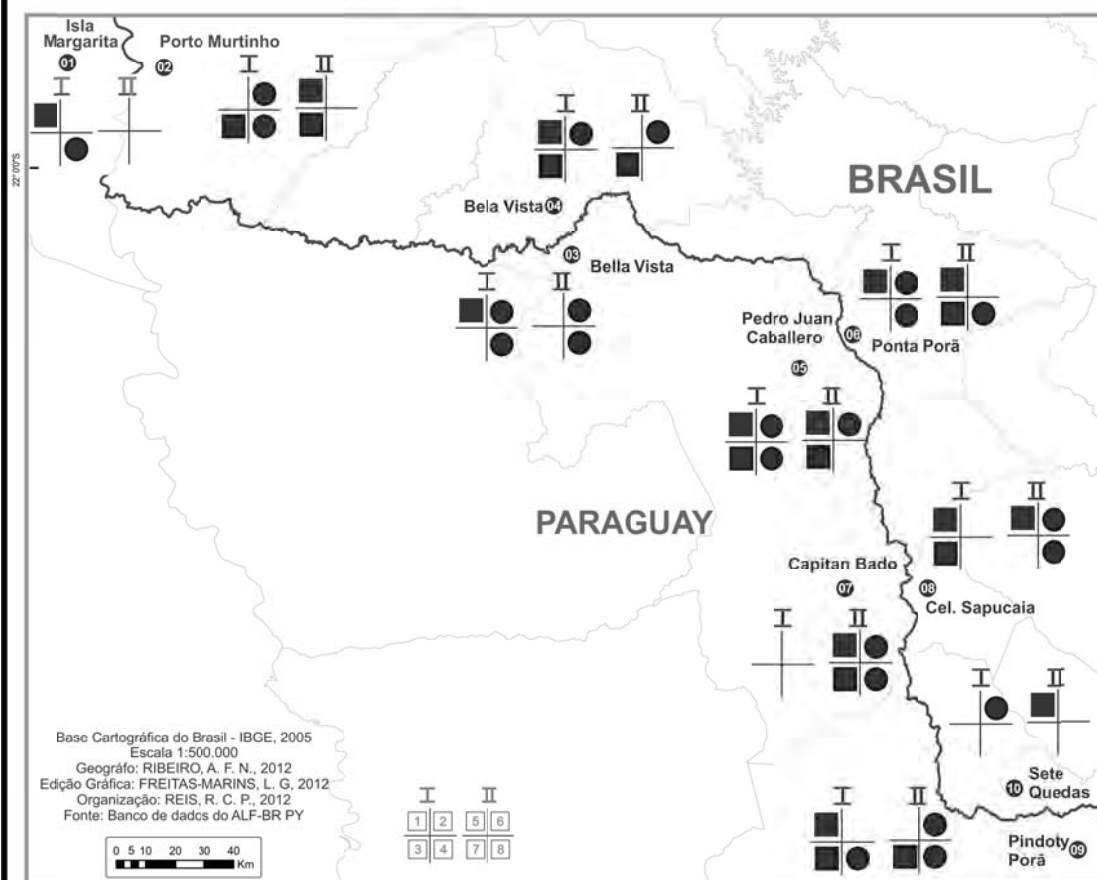 Isla
Margarita
01
Porto Murtinho
02
I II
I II
I II
22°0'0"S
BRASIL
Bela Vista 04
03
Bella Vista
I II
I II
Pedro Juan
Caballero
06
Ponta Porã
05
I II
PARAGUAY
I II
Capitan Bado
07
08
Cel. Sapucaia
I II
I II
Base Cartográfica do Brasil - IBGE, 2005
Escala 1:500.000
Geográfo: RIBEIRO, A. F. N., 2012
Edição Gráfica: FREITAS-MARINS, L. G, 2012
Organização: REIS, R. C. P., 2012
Fonte: Banco de dados do ALF-BR PY
0 5 10 20 30 40
Km
I II
1 2 5 6
3 4 7 8
I II
10 Sete
Quedas
Pindoty
Porã 09